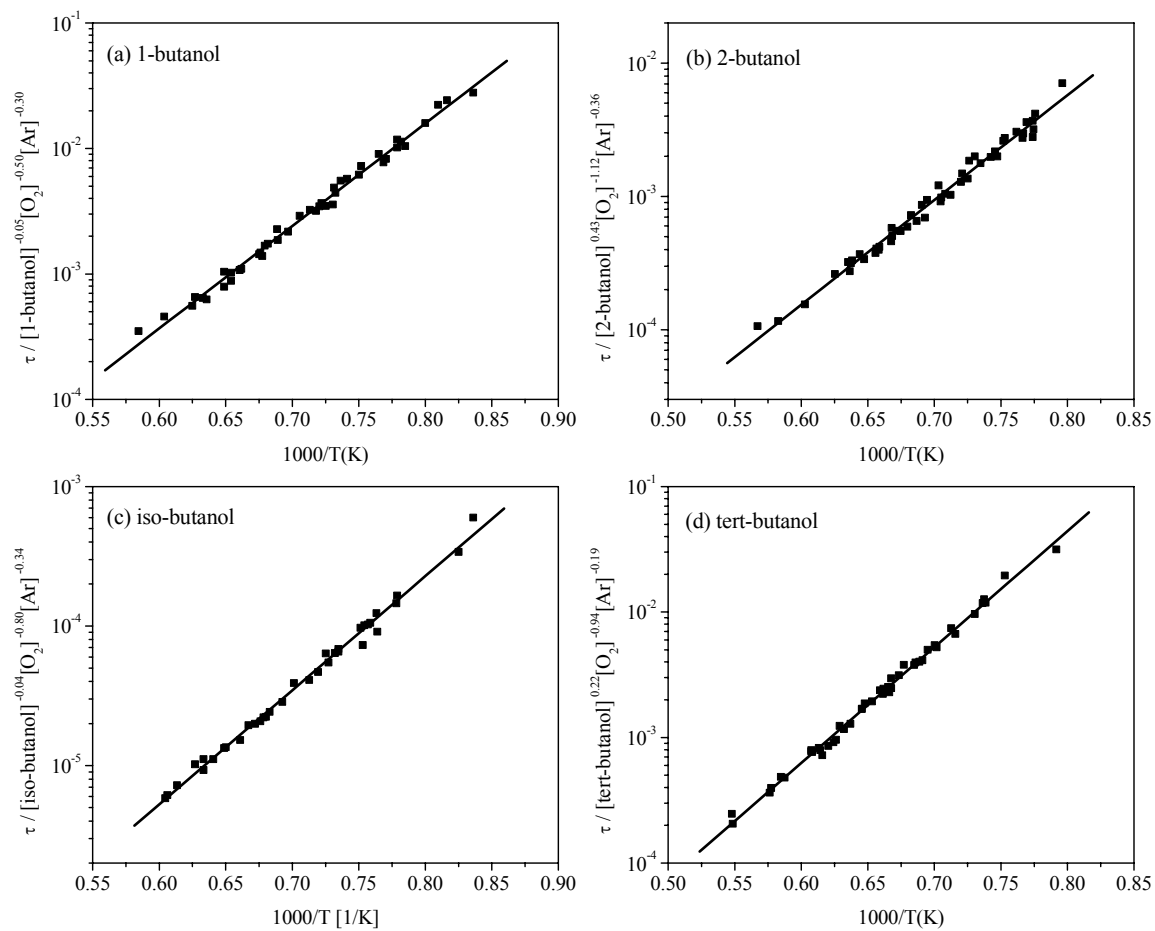 (a) 1-butanol
τ / [1-butanol]^-0.05[O₂]^-0.50[Ar]^-0.30
10^-1
10^-2
10^-3
10^-4
0.55 0.60 0.65 0.70 0.75 0.80 0.85 0.90
1000/T(K)
(b) 2-butanol
τ / [2-butanol]^0.43[O₂]^-1.12[Ar]^-0.36
10^-2
10^-3
10^-4
0.50 0.55 0.60 0.65 0.70 0.75 0.80 0.85
1000/T(K)
(c) iso-butanol
τ / [iso-butanol]^-0.04[O₂]^-0.80[Ar]^-0.34
10^-3
10^-4
10^-5
0.55 0.60 0.65 0.70 0.75 0.80 0.85 0.90
1000/T [1/K]
(d) tert-butanol
τ / [tert-butanol]^0.22[O₂]^-0.94[Ar]^-0.19
10^-1
10^-2
10^-3
10^-4
0.50 0.55 0.60 0.65 0.70 0.75 0.80 0.85
1000/T(K)